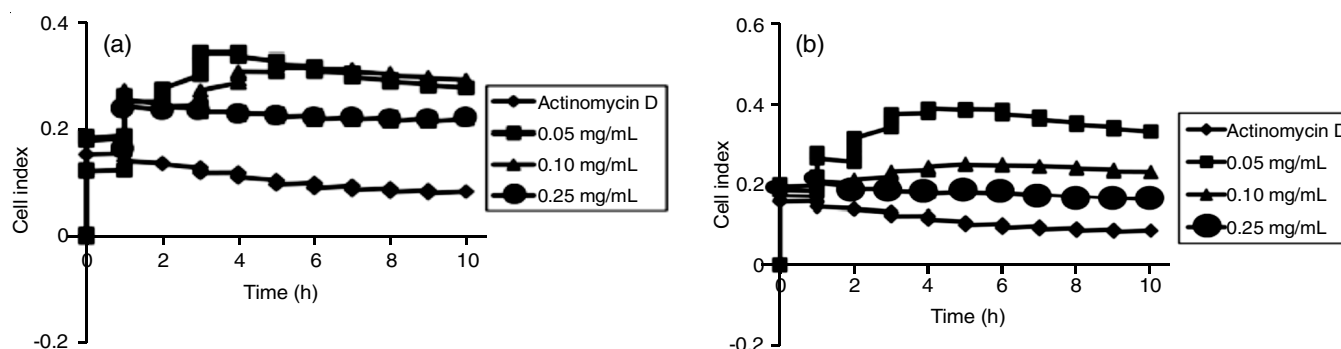 0.4
(a)
0.2
0
-0.2
Cell index
0 2 4 6 8 10
Time (h)
Actinomycin D
0.05 mg/mL
0.10 mg/mL
0.25 mg/mL
0.6
(b)
0.4
0.2
0
-0.2
Cell index
0 2 4 6 8 10
Time (h)
Actinomycin D
0.05 mg/mL
0.10 mg/mL
0.25 mg/mL